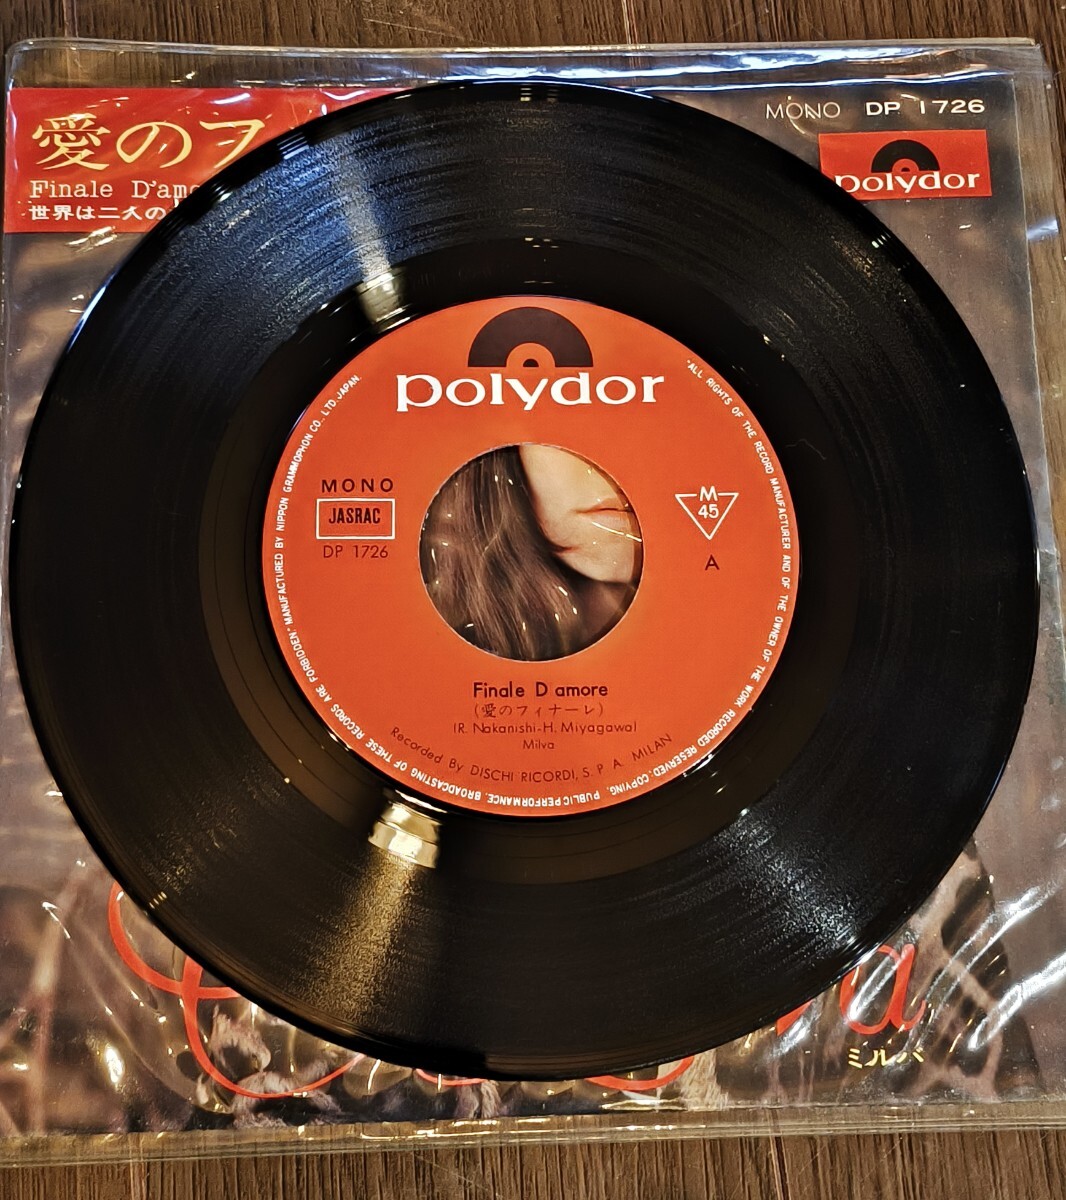 愛のフ
Finale D'amo
世界は二人の
MONO DP 1726
polydor
polydor
MONO
JASRAC
DP 1726
M
45
A
Finale D amore
(愛のフィナーレ)
(R. Nakanishi-H. Miyagawa)
Milva
Recorded By DISCHI RICORDI, S. P. A. MILAN
MANUFACTURED BY NIPPON GRAMMOPHON CO., LTD. JAPAN.
"ALL RIGHTS OF THE RECORD MANUFACTURER AND OF THE OWNER OF THE WORK RECORDED RESERVED. COPYING, PUBLIC PERFORMANCE, BROADCASTING OF THESE RECORDS ARE FORBIDDEN."
a
ミルバ